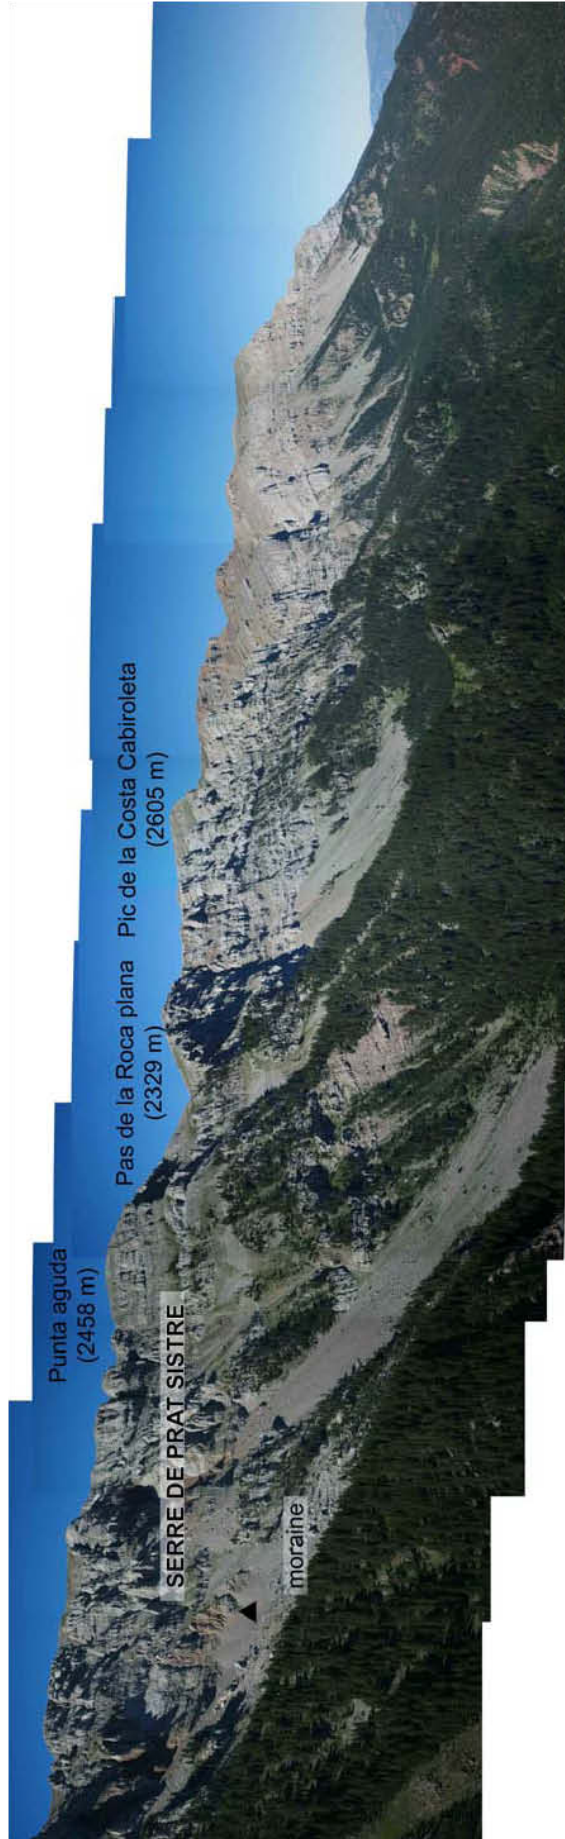 Punta aguda
(2458 m)
Pas de la Roca plana
(2329 m)
Pic de la Costa Cabiroleta
(2605 m)
SERRE DE PRAT SISTRE
moraine